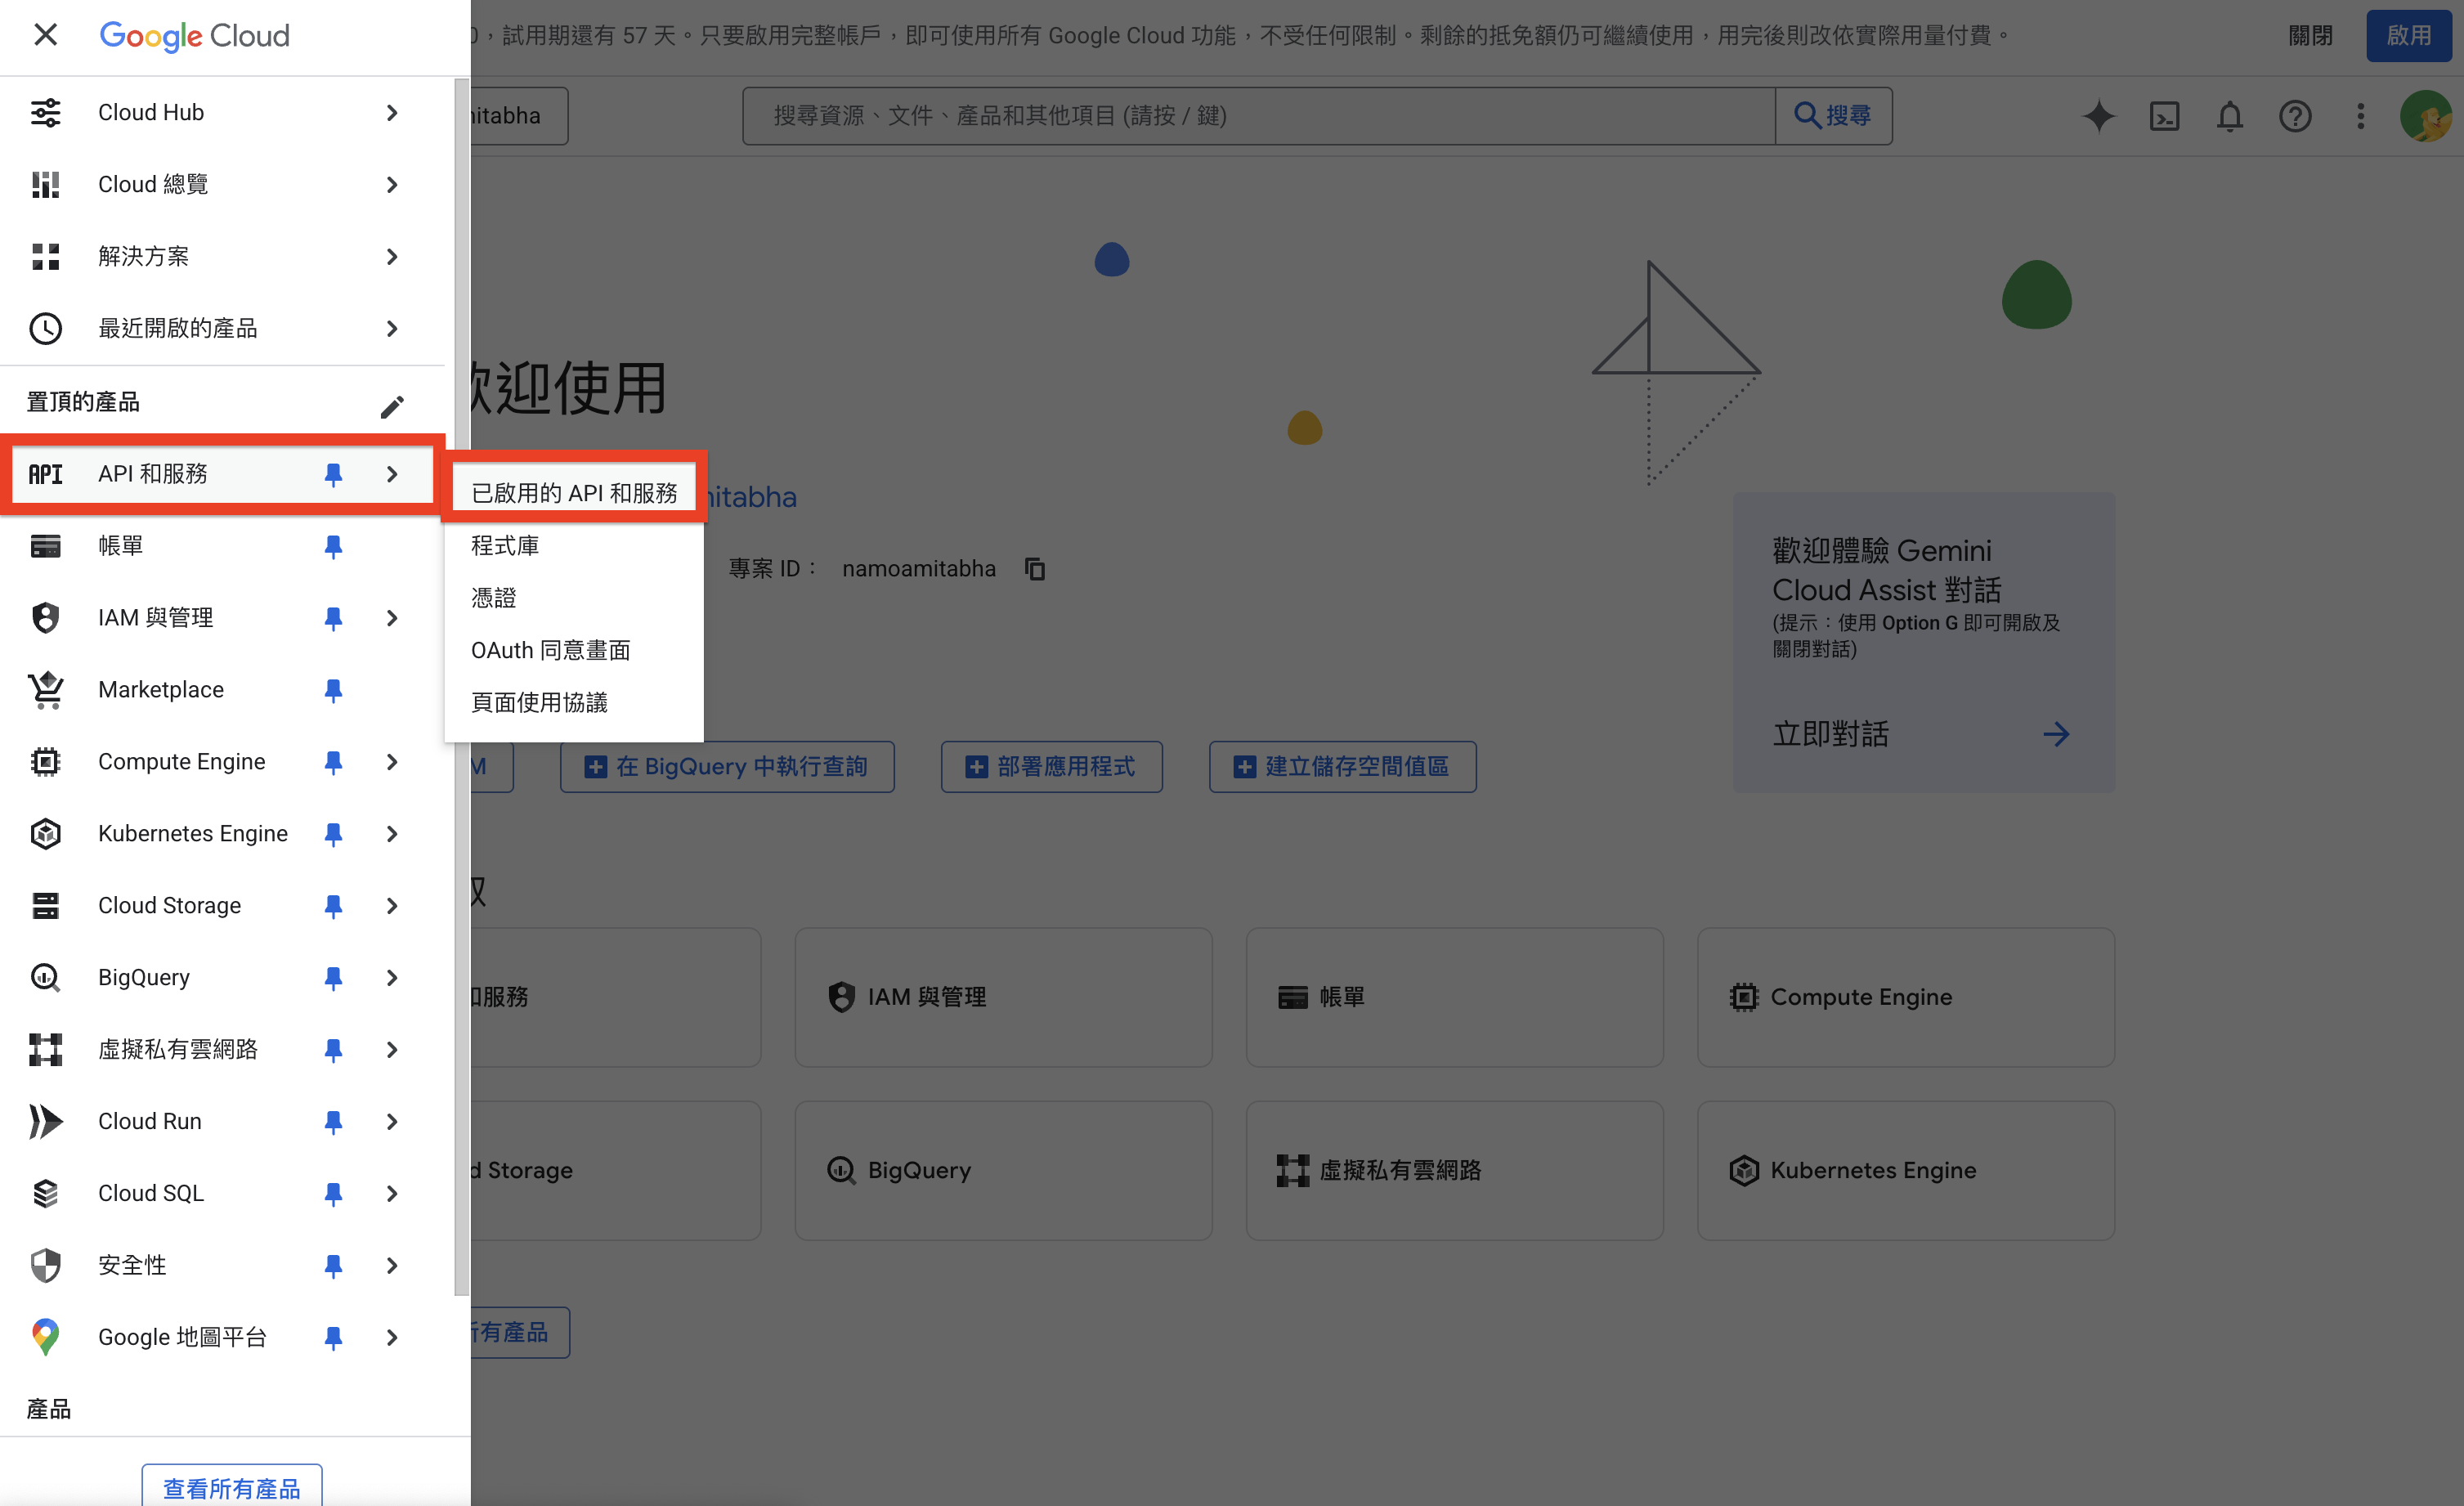 Google Cloud
，試用期還有 57 天。只要啟用完整帳戶，即可使用所有 Google Cloud 功能，不受任何限制。剩餘的抵免額仍可繼續使用，用完後則改依實際用量付費。
關閉
啟用
Cloud Hub
Cloud 總覽
解決方案
最近開啟的產品
置頂的產品
API 和服務
帳單
IAM 與管理
Marketplace
Compute Engine
Kubernetes Engine
Cloud Storage
BigQuery
虛擬私有雲網路
Cloud Run
Cloud SQL
安全性
Google 地圖平台
產品
查看所有產品
已啟用的 API 和服務
程式庫
憑證
OAuth 同意畫面
頁面使用協議
mitabha
搜尋資源、文件、產品和其他項目 (請按 / 鍵)
搜尋
歡迎使用
mitabha
專案 ID： namoamitabha
歡迎體驗 Gemini
Cloud Assist 對話
(提示：使用 Option G 即可開啟及
關閉對話)
立即對話
M
在 BigQuery 中執行查詢
部署應用程式
建立儲存空間值區
和服務
IAM 與管理
帳單
Compute Engine
d Storage
BigQuery
虛擬私有雲網路
Kubernetes Engine
所有產品